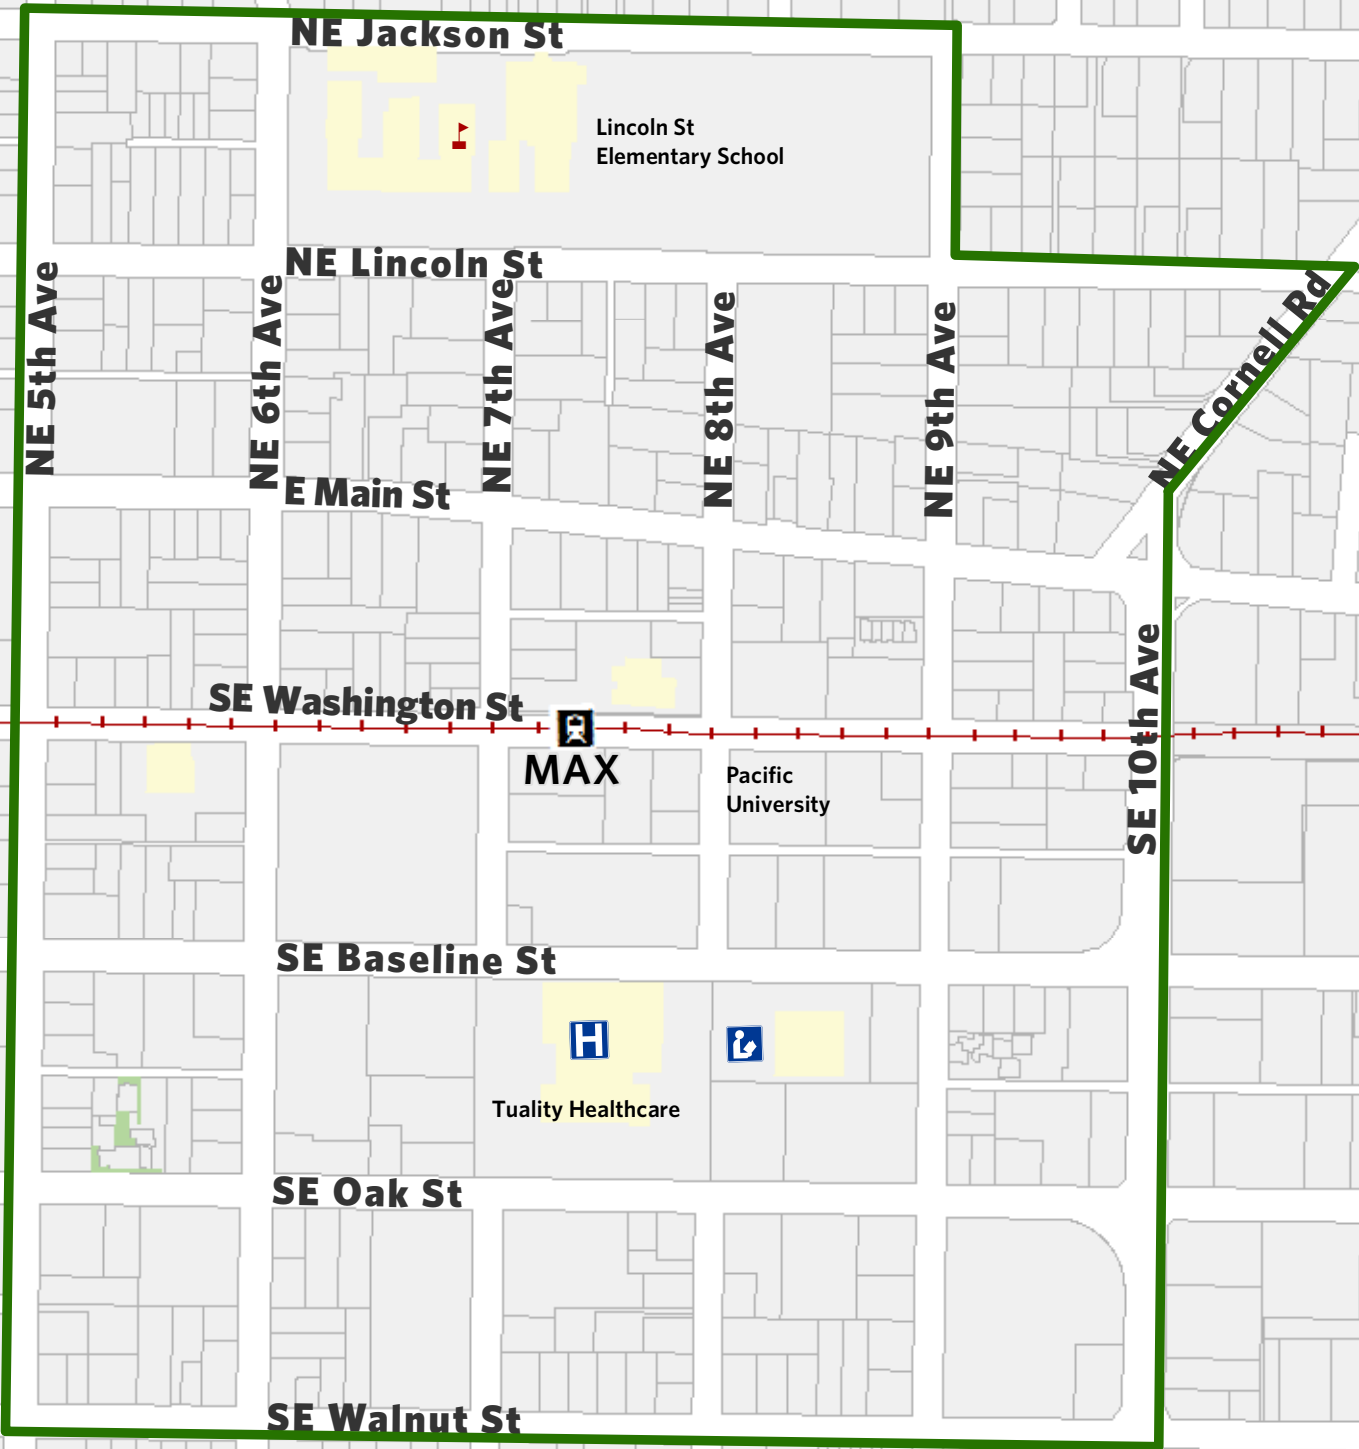 NE Jackson St
Lincoln St
Elementary School
NE Lincoln St
NE 5th Ave
NE 6th Ave
NE 7th Ave
NE 8th Ave
NE 9th Ave
NE Cornell Rd
E Main St
SE Washington St
MAX
Pacific
University
SE 10th Ave
SE Baseline St
H
Tuality Healthcare
SE Oak St
SE Walnut St